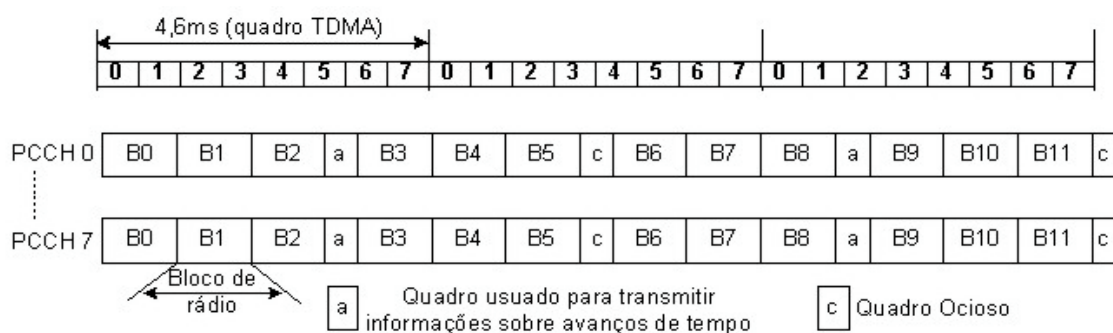 4,6ms (quadro TDMA)
0 1 2 3 4 5 6 7 0 1 2 3 4 5 6 7 0 1 2 3 4 5 6 7
PCCH 0 B0 B1 B2 a B3 B4 B5 c B6 B7 B8 a B9 B10 B11 c
PCCH 7 B0 B1 B2 a B3 B4 B5 c B6 B7 B8 a B9 B10 B11 c
Bloco de
rádio
a Quadro usado para transmitir
informações sobre avanços de tempo
c Quadro Ocioso